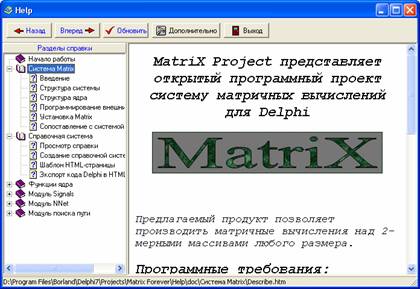 Help
Назад
Вперед
Обновить
Дополнительно
Выход
Разделы справки
Начало работы
Система Matrix
Введение
Структура системы
Структура ядра
Программирование внешни
Установка Matrix
Сопоставление с системой
Справочная система
Просмотр справки
Создание справочной систе
Шаблон HTML-страницы
Экспорт кода Delphi в HTML
Функции ядра
Модуль Signals
Модуль NNet
Модуль поиска пути
MatriX Project представляет
открытый программный проект
систему матричных вычислений
для Delphi
MatriX
Предлагаемый продукт позволяет
производить матричные вычисления над 2-
мерными массивами любого размера.
Программные требования:
D:\Program Files\Borland\Delphi7\Projects\Matrix Forever\Help\doc\Система Matrix\Describe.htm